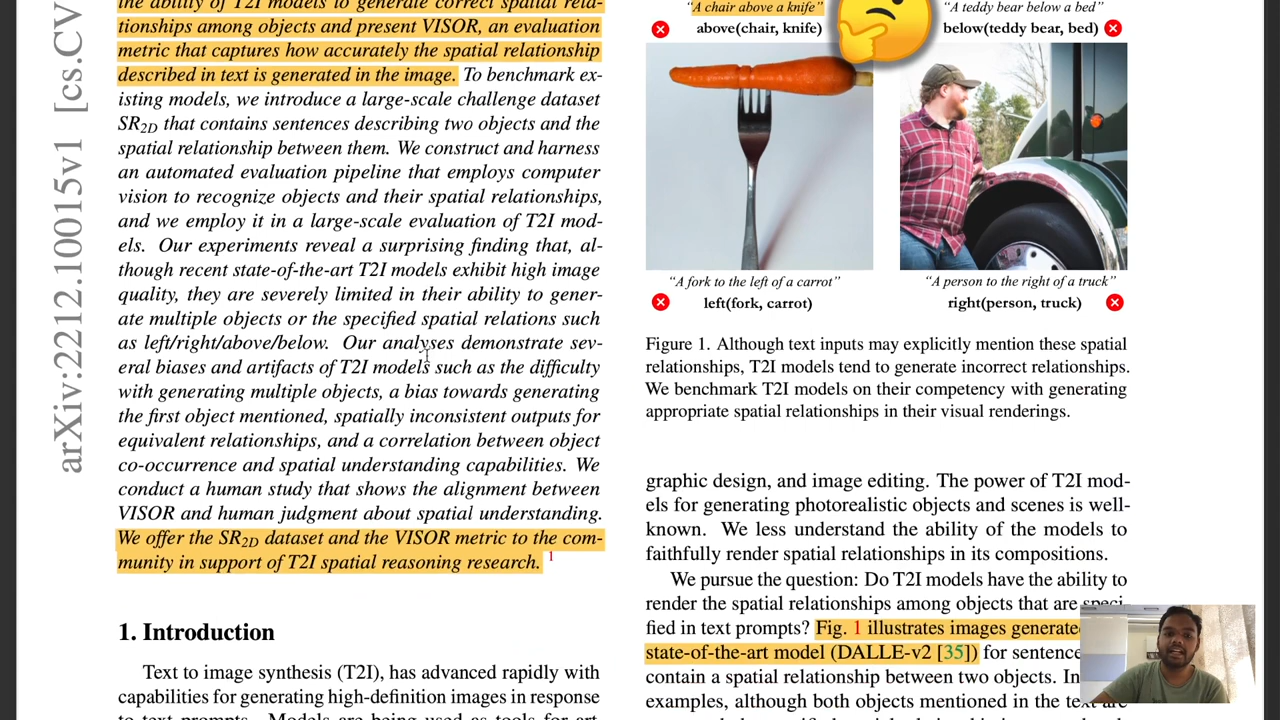 arXiv:2212.10015v1 [cs.CV
the ability of T2I models to generate correct spatial rela-
tionships among objects and present VISOR, an evaluation
metric that captures how accurately the spatial relationship
described in text is generated in the image. To benchmark ex-
isting models, we introduce a large-scale challenge dataset
SR2D that contains sentences describing two objects and the
spatial relationship between them. We construct and harness
an automated evaluation pipeline that employs computer
vision to recognize objects and their spatial relationships,
and we employ it in a large-scale evaluation of T2I mod-
els. Our experiments reveal a surprising finding that, al-
though recent state-of-the-art T2I models exhibit high image
quality, they are severely limited in their ability to gener-
ate multiple objects or the specified spatial relations such
as left/right/above/below. Our analyses demonstrate sev-
eral biases and artifacts of T2I models such as the difficulty
with generating multiple objects, a bias towards generating
the first object mentioned, spatially inconsistent outputs for
equivalent relationships, and a correlation between object
co-occurrence and spatial understanding capabilities. We
conduct a human study that shows the alignment between
VISOR and human judgment about spatial understanding.
We offer the SR2D dataset and the VISOR metric to the com-
munity in support of T2I spatial reasoning research. 1
1. Introduction
Text to image synthesis (T2I), has advanced rapidly with
capabilities for generating high-definition images in response
to text prompts. Models are being used as tools for art,
“A chair above a knife”
above(chair, knife)
“A teddy bear below a bed”
below(teddy bear, bed)
“A fork to the left of a carrot”
left(fork, carrot)
“A person to the right of a truck”
right(person, truck)
Figure 1. Although text inputs may explicitly mention these spatial
relationships, T2I models tend to generate incorrect relationships.
We benchmark T2I models on their competency with generating
appropriate spatial relationships in their visual renderings.
graphic design, and image editing. The power of T2I mod-
els for generating photorealistic objects and scenes is well-
known. We less understand the ability of the models to
faithfully render spatial relationships in its compositions.
We pursue the question: Do T2I models have the ability to
render the spatial relationships among objects that are speci-
fied in text prompts? Fig. 1 illustrates images generate
state-of-the-art model (DALLE-v2 [35]) for sentence
contain a spatial relationship between two objects. In
examples, although both objects mentioned in the text are